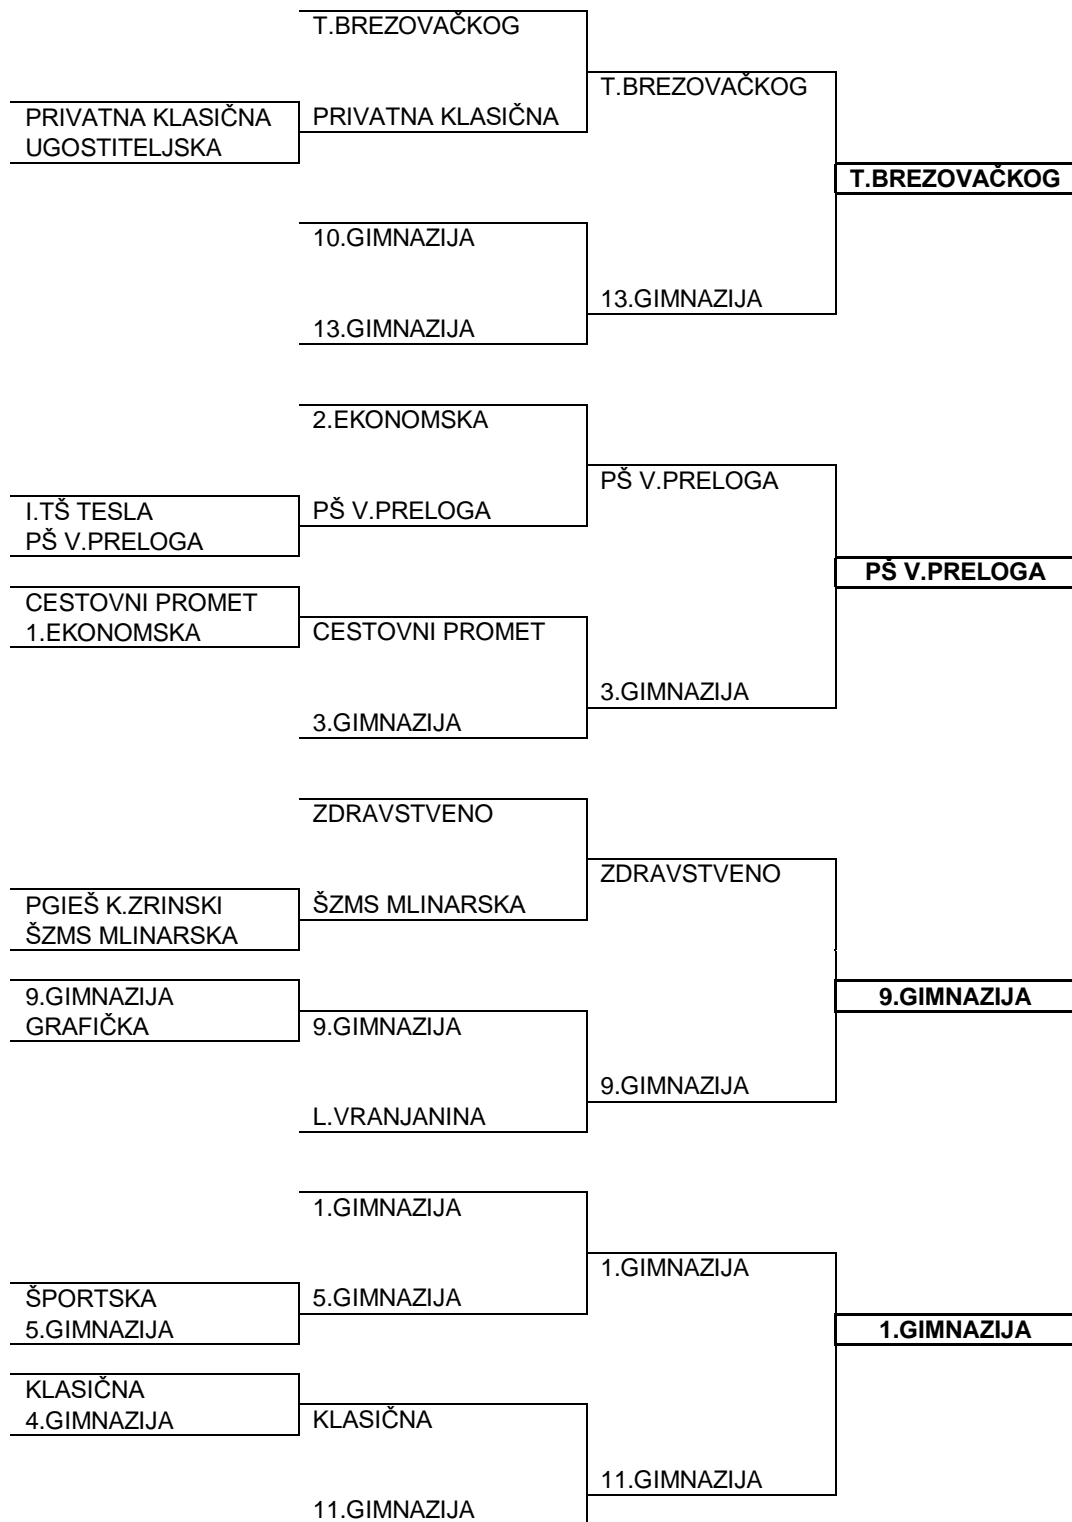 T.BREZOVAČKOG
T.BREZOVAČKOG
PRIVATNA KLASIČNA
PRIVATNA KLASIČNA
UGOSTITELJSKA
T.BREZOVAČKOG
10.GIMNAZIJA
13.GIMNAZIJA
13.GIMNAZIJA
2.EKONOMSKA
PŠ V.PRELOGA
I.TŠ TESLA
PŠ V.PRELOGA
PŠ V.PRELOGA
PŠ V.PRELOGA
CESTOVNI PROMET
1.EKONOMSKA
CESTOVNI PROMET
3.GIMNAZIJA
3.GIMNAZIJA
ZDRAVSTVENO
ZDRAVSTVENO
PGIEŠ K.ZRINSKI
ŠZMS MLINARSKA
ŠZMS MLINARSKA
9.GIMNAZIJA
9.GIMNAZIJA
GRAFIČKA
9.GIMNAZIJA
9.GIMNAZIJA
L.VRANJANINA
1.GIMNAZIJA
1.GIMNAZIJA
ŠPORTSKA
5.GIMNAZIJA
5.GIMNAZIJA
1.GIMNAZIJA
KLASIČNA
4.GIMNAZIJA
KLASIČNA
11.GIMNAZIJA
11.GIMNAZIJA